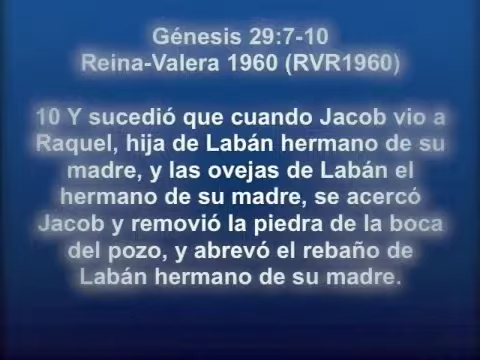 Génesis 29:7-10
Reina-Valera 1960 (RVR1960)
10 Y sucedió que cuando Jacob vio a
Raquel, hija de Labán hermano de su
madre, y las ovejas de Labán el
hermano de su madre, se acercó
Jacob y removió la piedra de la boca
del pozo, y abrevó el rebaño de
Labán hermano de su madre.